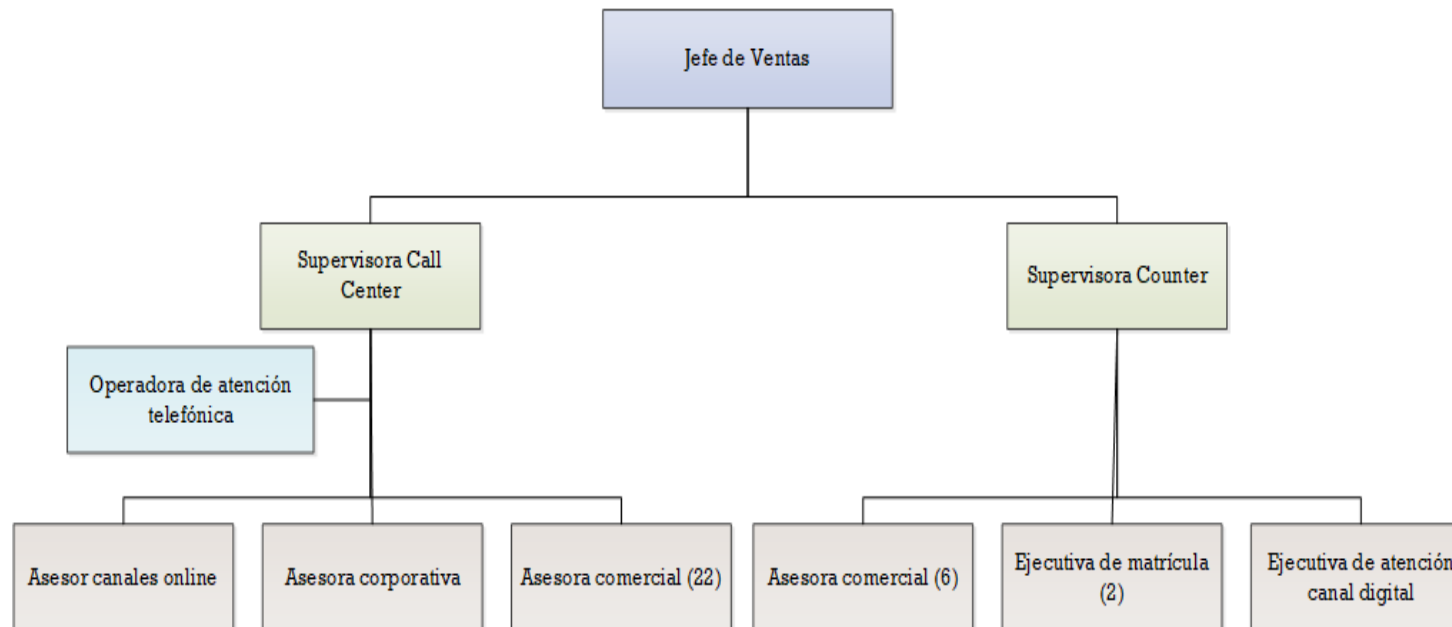 Jefe de Ventas
Supervisora Call
Center
Supervisora Counter
Operadora de atención
telefónica
Asesor canales online
Asesora corporativa
Asesora comercial (22)
Asesora comercial (6)
Ejecutiva de matrícula
(2)
Ejecutiva de atención
canal digital